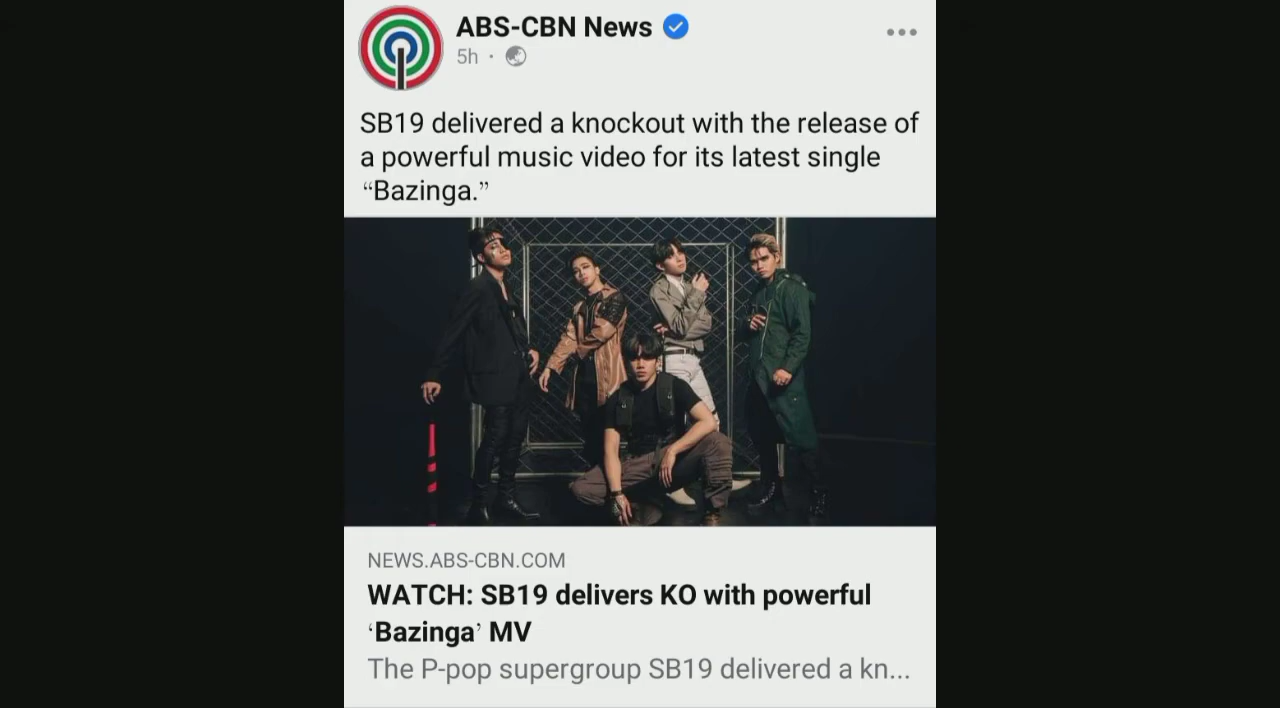 ABS-CBN News
5h ·
SB19 delivered a knockout with the release of
a powerful music video for its latest single
“Bazinga.”
NEWS.ABS-CBN.COM
WATCH: SB19 delivers KO with powerful
‘Bazinga’ MV
The P-pop supergroup SB19 delivered a kn...